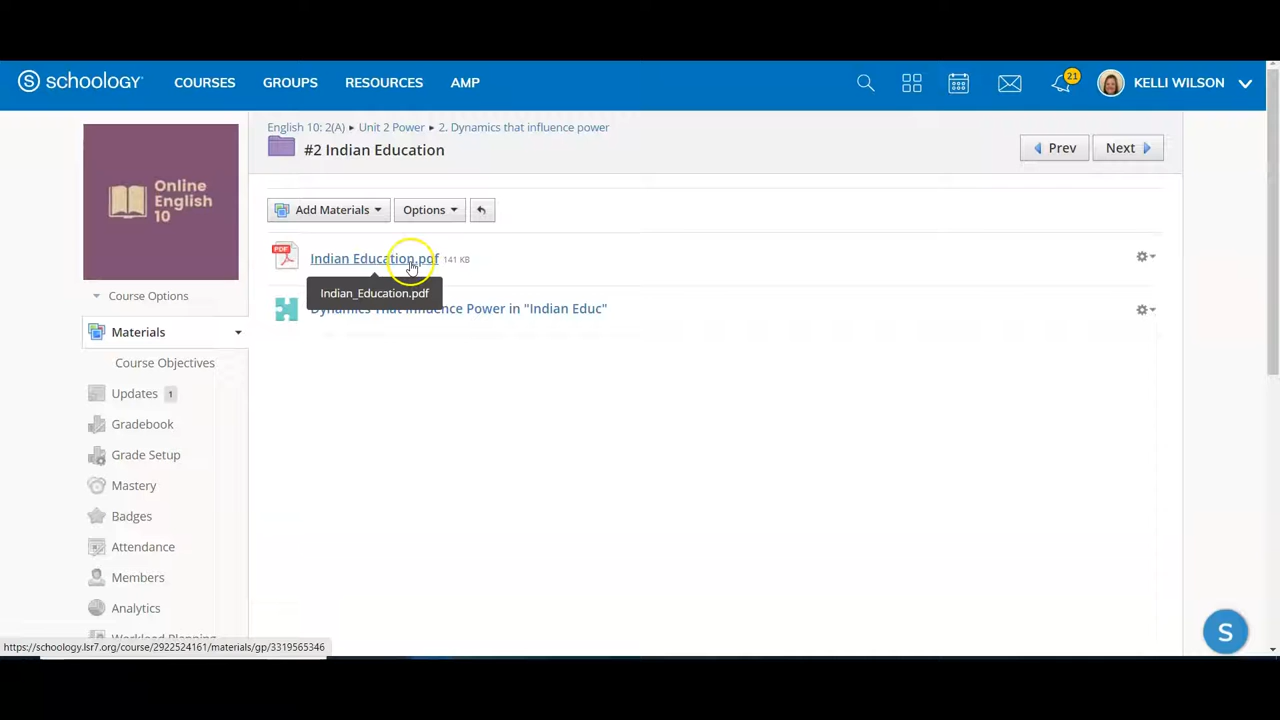 schoology®
COURSES
GROUPS
RESOURCES
AMP
21
KELLI WILSON
Online
English
10
English 10: 2(A) ▸ Unit 2 Power ▸ 2. Dynamics that influence power
#2 Indian Education
Prev
Next
Add Materials
Options
PDF
Indian Education.pdf 141 KB
Indian_Education.pdf
Dynamics That Influence Power in "Indian Educ"
Course Options
Materials
Course Objectives
Updates 1
Gradebook
Grade Setup
Mastery
Badges
Attendance
Members
Analytics
Workload Planning
https://schoology.lsr7.org/course/2922524161/materials/gp/3319565346
S